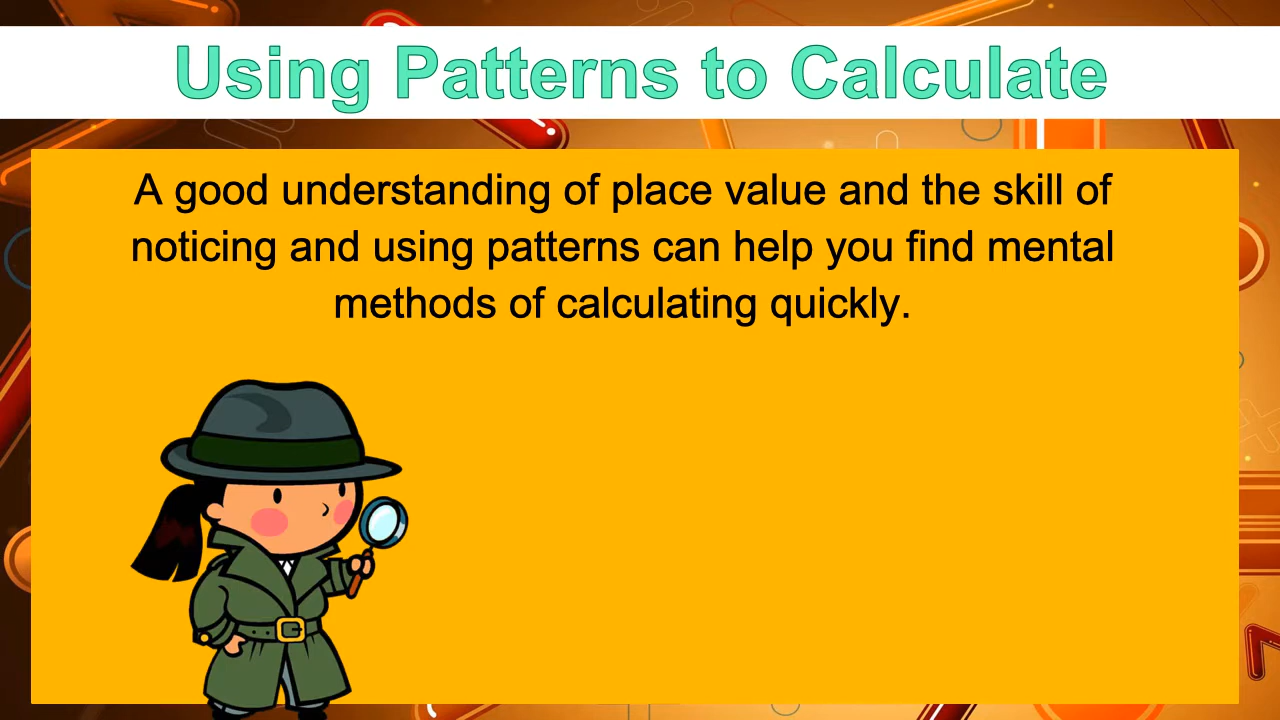 Using Patterns to Calculate
A good understanding of place value and the skill of
noticing and using patterns can help you find mental
methods of calculating quickly.